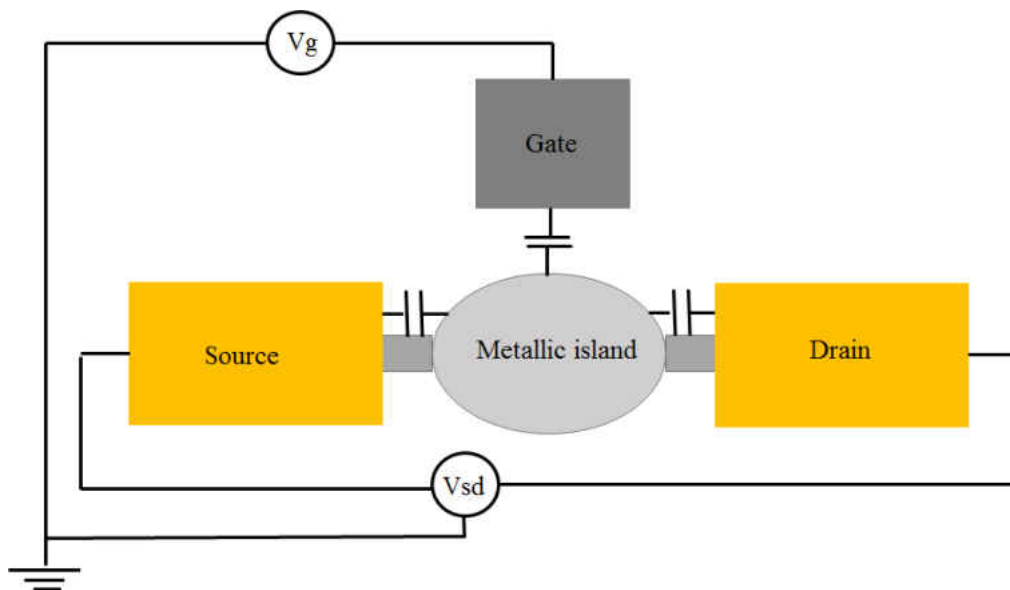 Vg
Gate
Source
Metallic island
Drain
Vsd